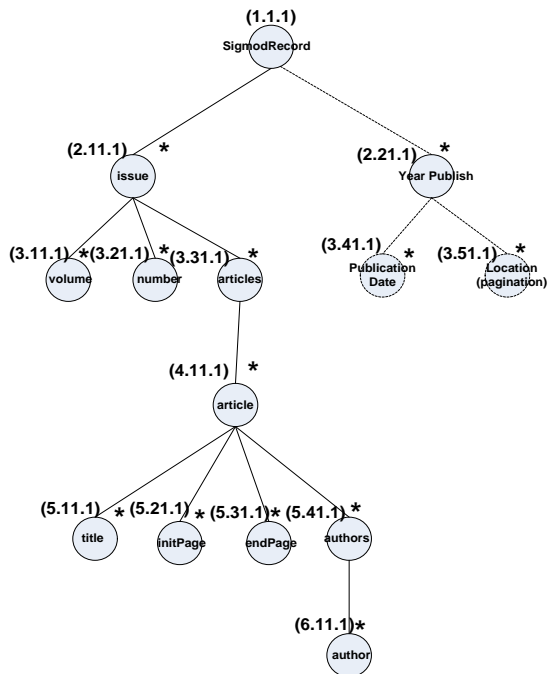 (1.1.1)
SigmodRecord
(2.11.1) *
issue
(2.21.1) *
Year Publish
(3.11.1) *
volume
(3.21.1) *
number
(3.31.1) *
articles
(3.41.1) *
Publication
Date
(3.51.1) *
Location
(pagination)
(4.11.1) *
article
(5.11.1) *
title
(5.21.1) *
initPage
(5.31.1) *
endPage
(5.41.1) *
authors
(6.11.1) *
author